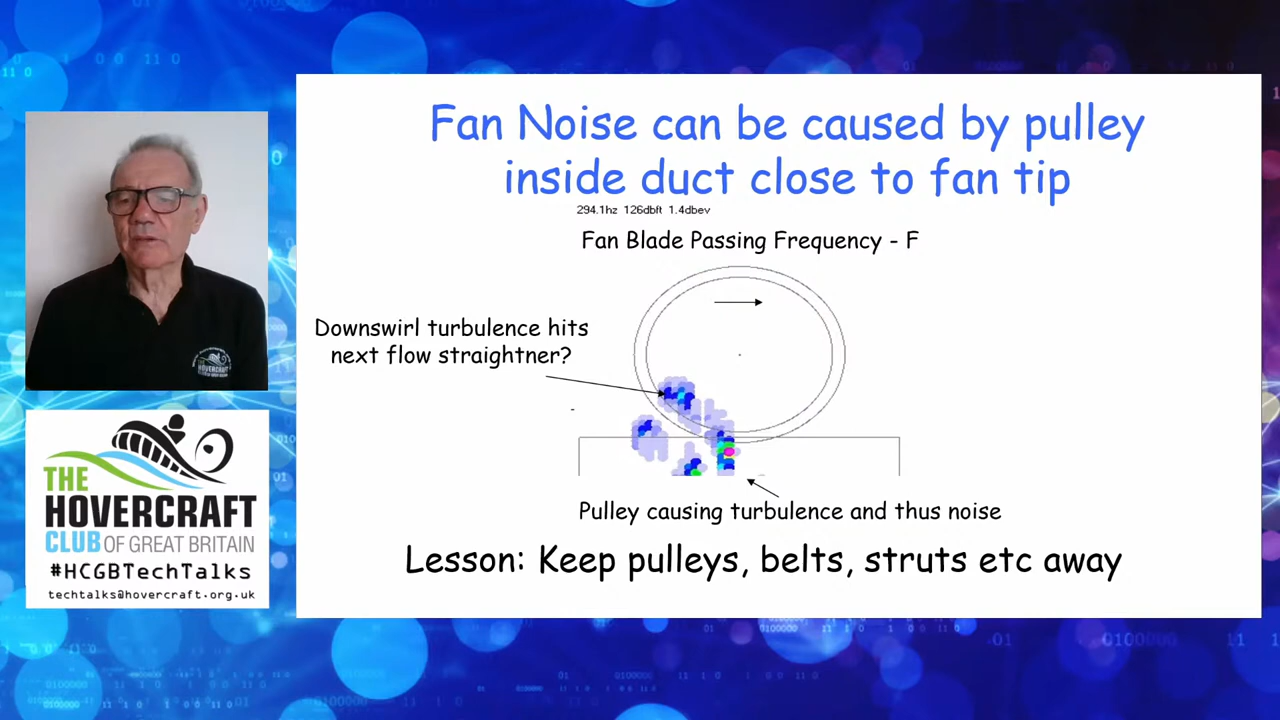 Fan Noise can be caused by pulley
inside duct close to fan tip
294.1hz 126dbft 1.4dbev
Fan Blade Passing Frequency - F
Downswirl turbulence hits
next flow straightner?
Pulley causing turbulence and thus noise
Lesson: Keep pulleys, belts, struts etc away
THE
HOVERCRAFT
CLUB OF GREAT BRITAIN
#HCGBTechTalks
techtalks@hovercraft.org.uk